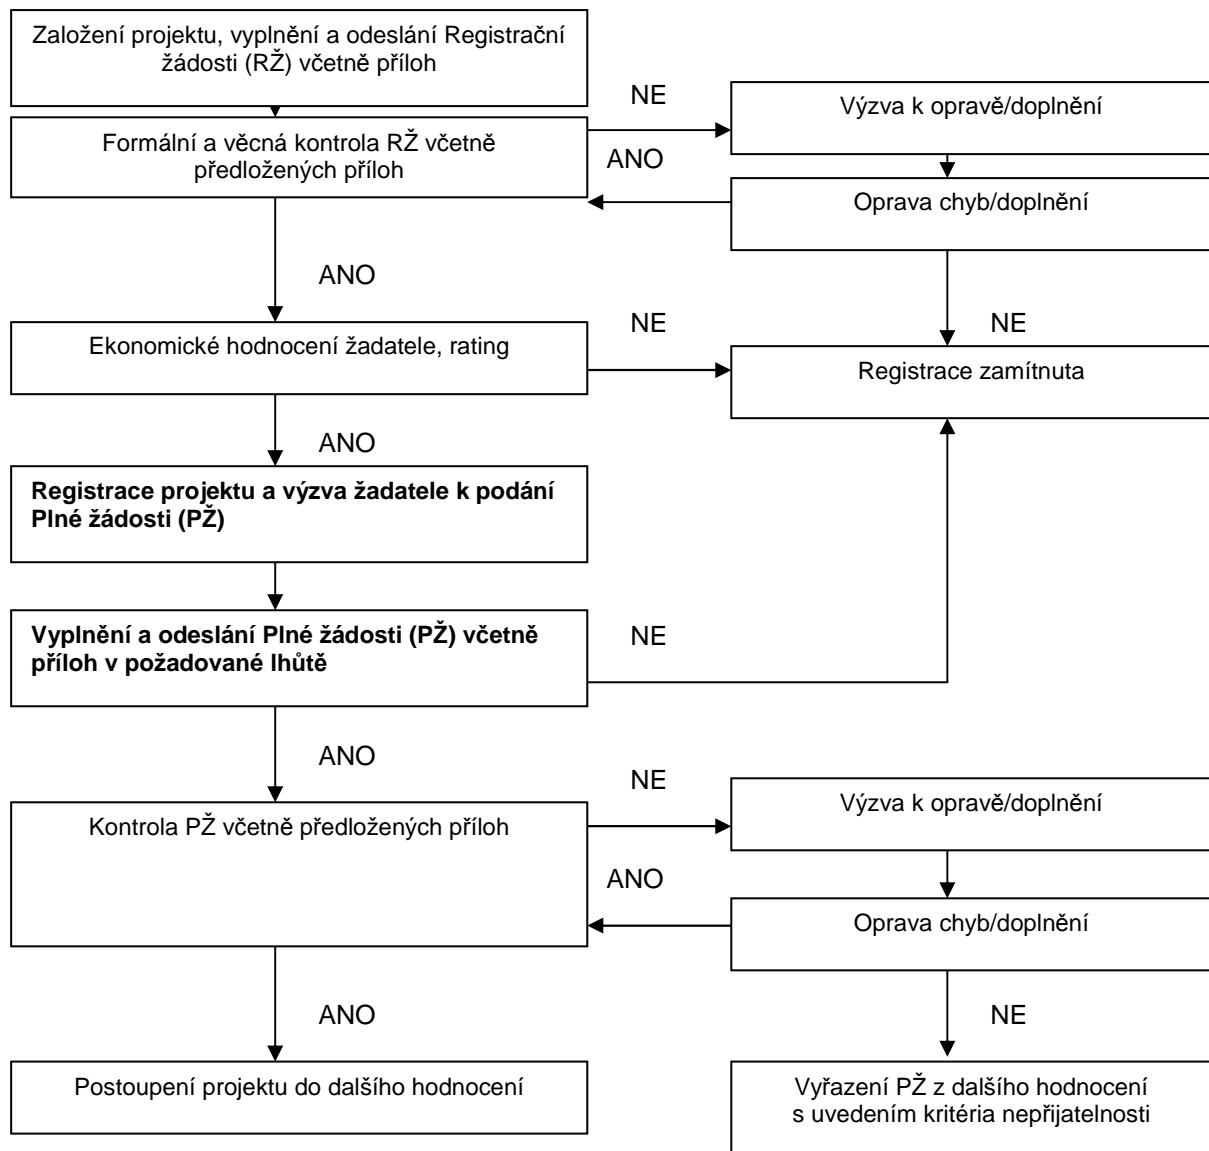 Založení projektu, vyplnění a odeslání Registrační
žádosti (RŽ) včetně příloh
NE
Výzva k opravě/doplnění
Formální a věcná kontrola RŽ včetně
předložených příloh
ANO
Oprava chyb/doplnění
ANO
NE
NE
Ekonomické hodnocení žadatele, rating
Registrace zamítnuta
ANO
Registrace projektu a výzva žadatele k podání
Plné žádosti (PŽ)
Vyplnění a odeslání Plné žádosti (PŽ) včetně
příloh v požadované lhůtě
NE
ANO
NE
Výzva k opravě/doplnění
Kontrola PŽ včetně předložených příloh
ANO
Oprava chyb/doplnění
ANO
NE
Postoupení projektu do dalšího hodnocení
Vyřazení PŽ z dalšího hodnocení
s uvedením kritéria nepřijatelnosti